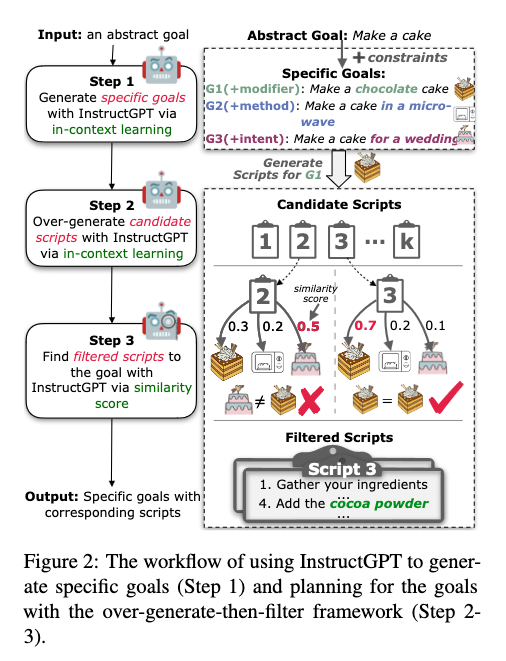 Input: an abstract goal
Step 1
Generate specific goals
with InstructGPT via
in-context learning
Step 2
Over-generate candidate
scripts with InstructGPT
via in-context learning
Step 3
Find filtered scripts to
the goal with
InstructGPT via similarity
score
Output: Specific goals with
corresponding scripts
Abstract Goal: Make a cake
+ constraints
Specific Goals:
G1(+modifier): Make a chocolate cake
G2(+method): Make a cake in a micro-
wave
G3(+intent): Make a cake for a wedding
Generate
Scripts for G1
Candidate Scripts
1 2 3 ... k
2
similarity
score
0.3 0.2 0.5
≠
3
0.7 0.2 0.1
=
Filtered Scripts
Script 3
1. Gather your ingredients
...
4. Add the cocoa powder
...
Figure 2: The workflow of using InstructGPT to gener-
ate specific goals (Step 1) and planning for the goals
with the over-generate-then-filter framework (Step 2-
3).